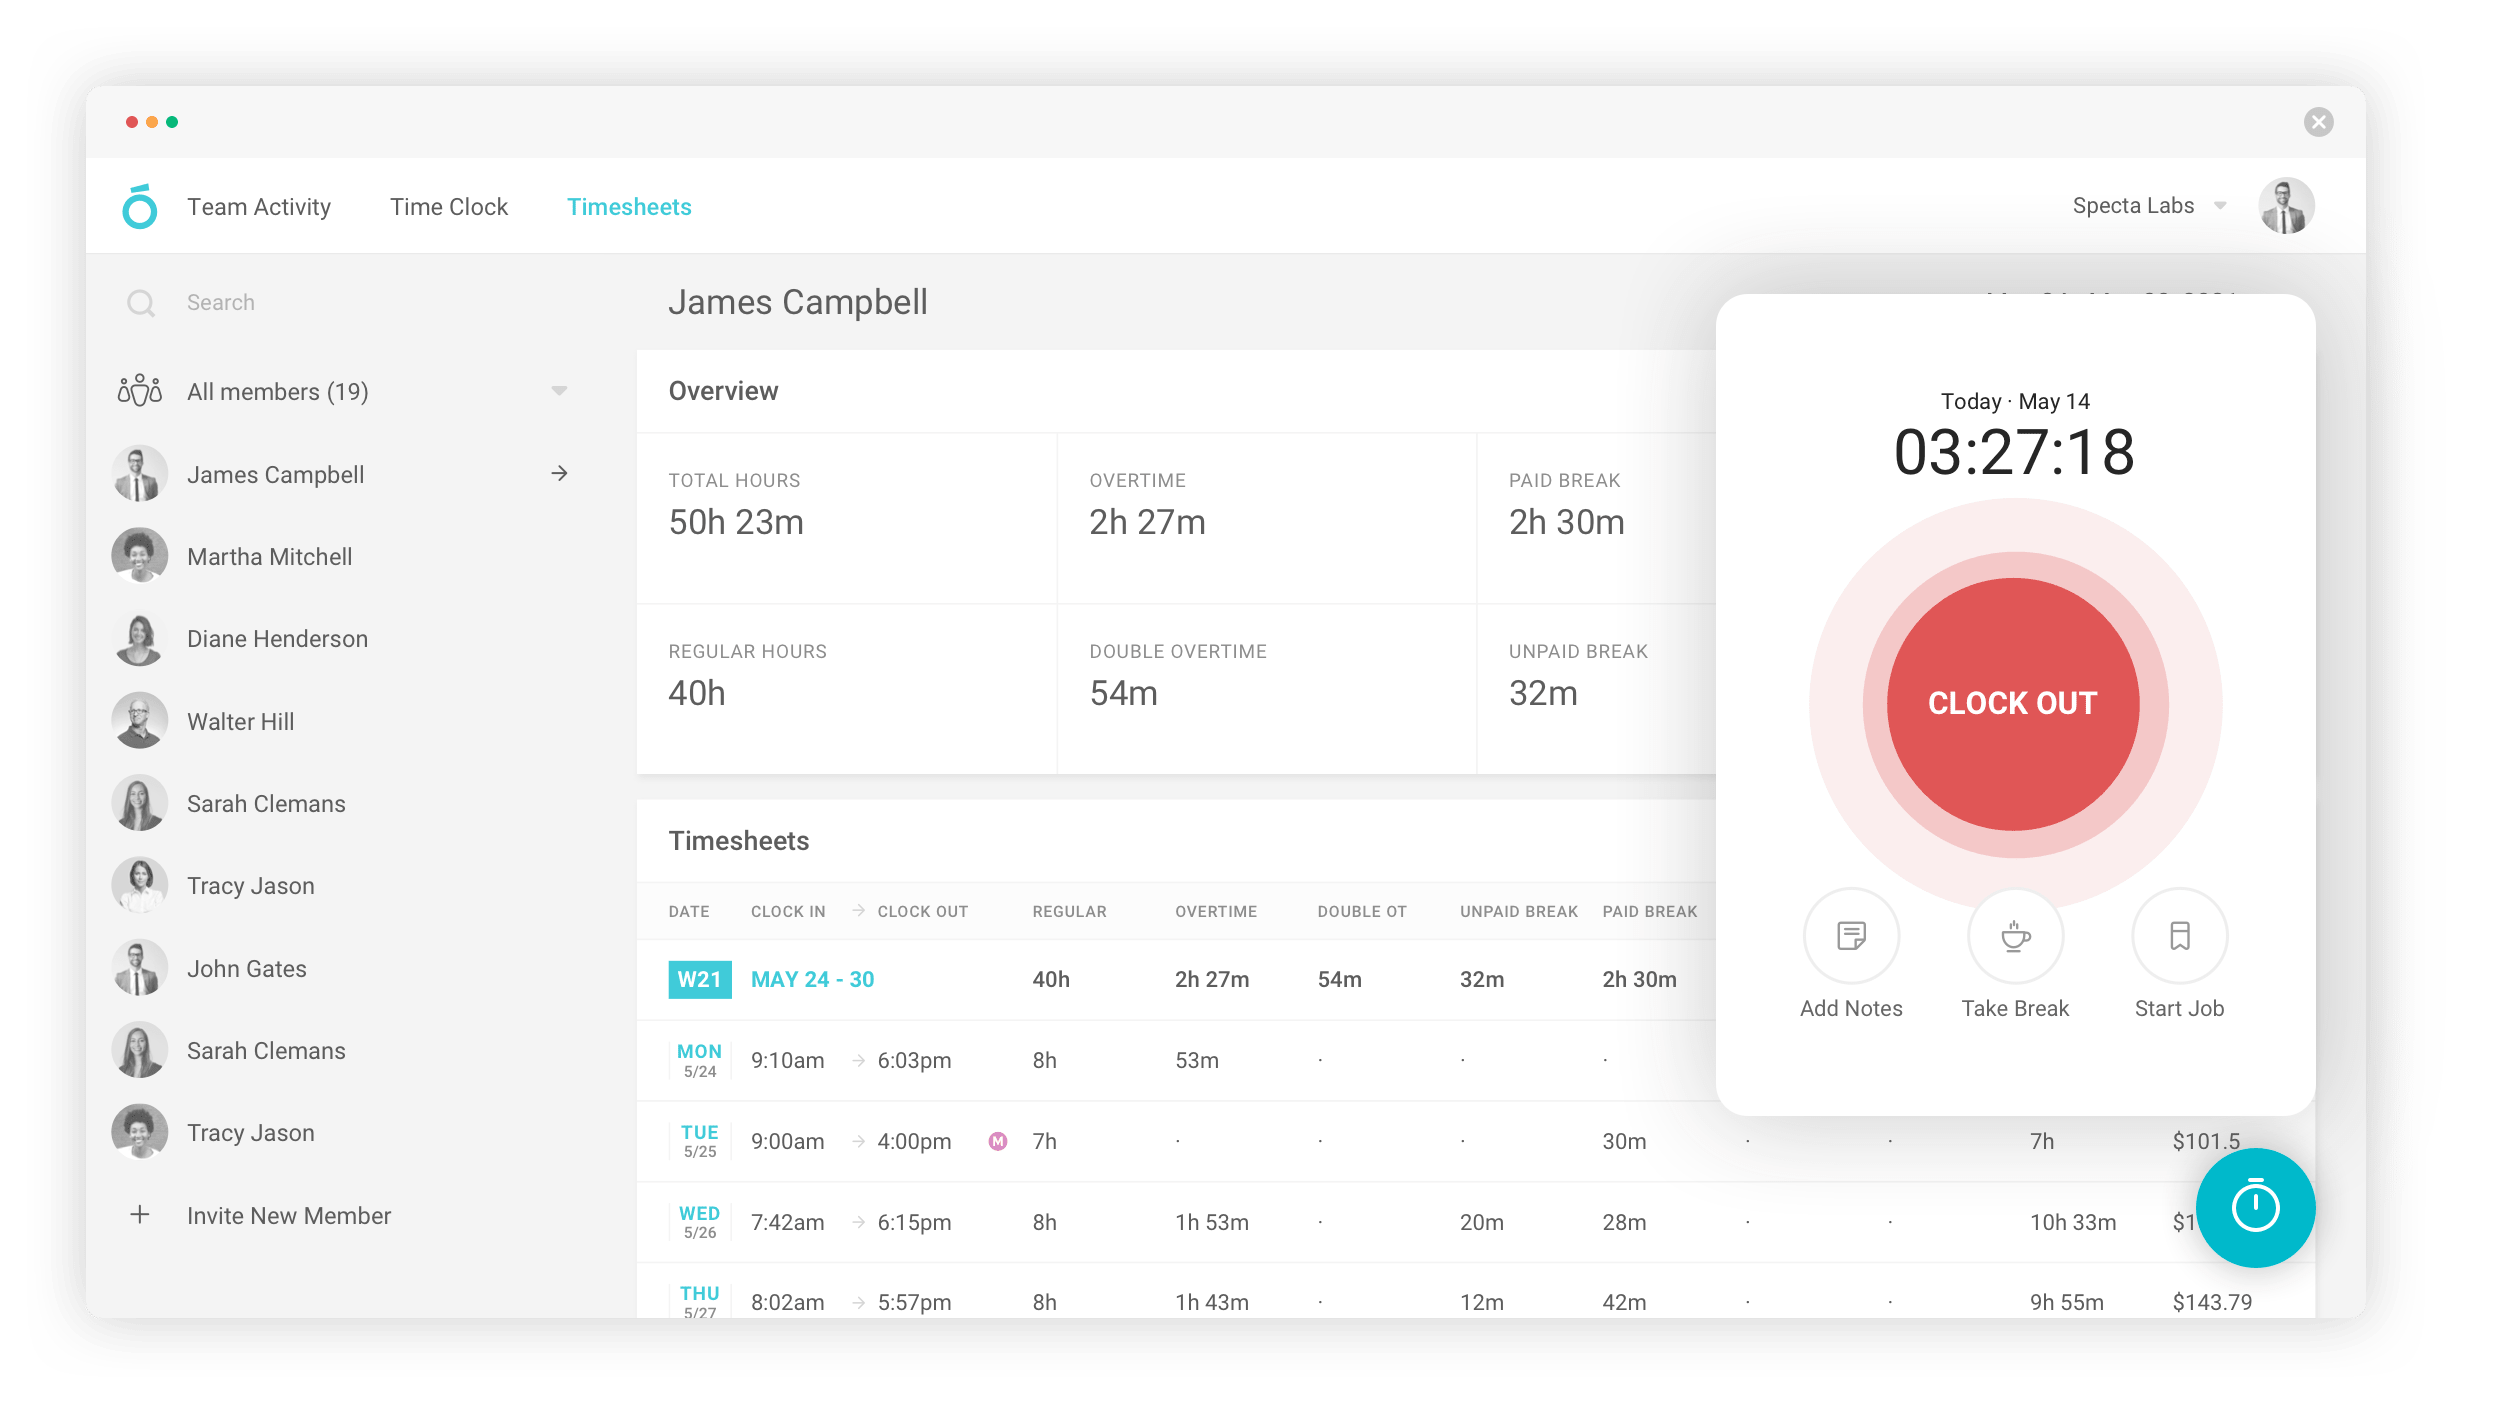 Team Activity Time Clock Timesheets Specta Labs
Search
All members (19)
James Campbell
Martha Mitchell
Diane Henderson
Walter Hill
Sarah Clemans
Tracy Jason
John Gates
Sarah Clemans
Tracy Jason
Invite New Member
James Campbell
Overview
TOTAL HOURS OVERTIME PAID BREAK
50h 23m 2h 27m 2h 30m
REGULAR HOURS DOUBLE OVERTIME UNPAID BREAK
40h 54m 32m
Timesheets
DATE CLOCK IN → CLOCK OUT REGULAR OVERTIME DOUBLE OT UNPAID BREAK PAID BREAK
W21 MAY 24 - 30 40h 2h 27m 54m 32m 2h 30m
MON
5/24
9:10am → 6:03pm 8h 53m · · ·
TUE
5/25
9:00am → 4:00pm M 7h · · · 30m · · 7h $101.5
WED
5/26
7:42am → 6:15pm 8h 1h 53m · 20m 28m · · 10h 33m $1
THU
5/27
8:02am → 5:57pm 8h 1h 43m · 12m 42m · · 9h 55m $143.79
Today · May 14
03:27:18
CLOCK OUT
Add Notes Take Break Start Job